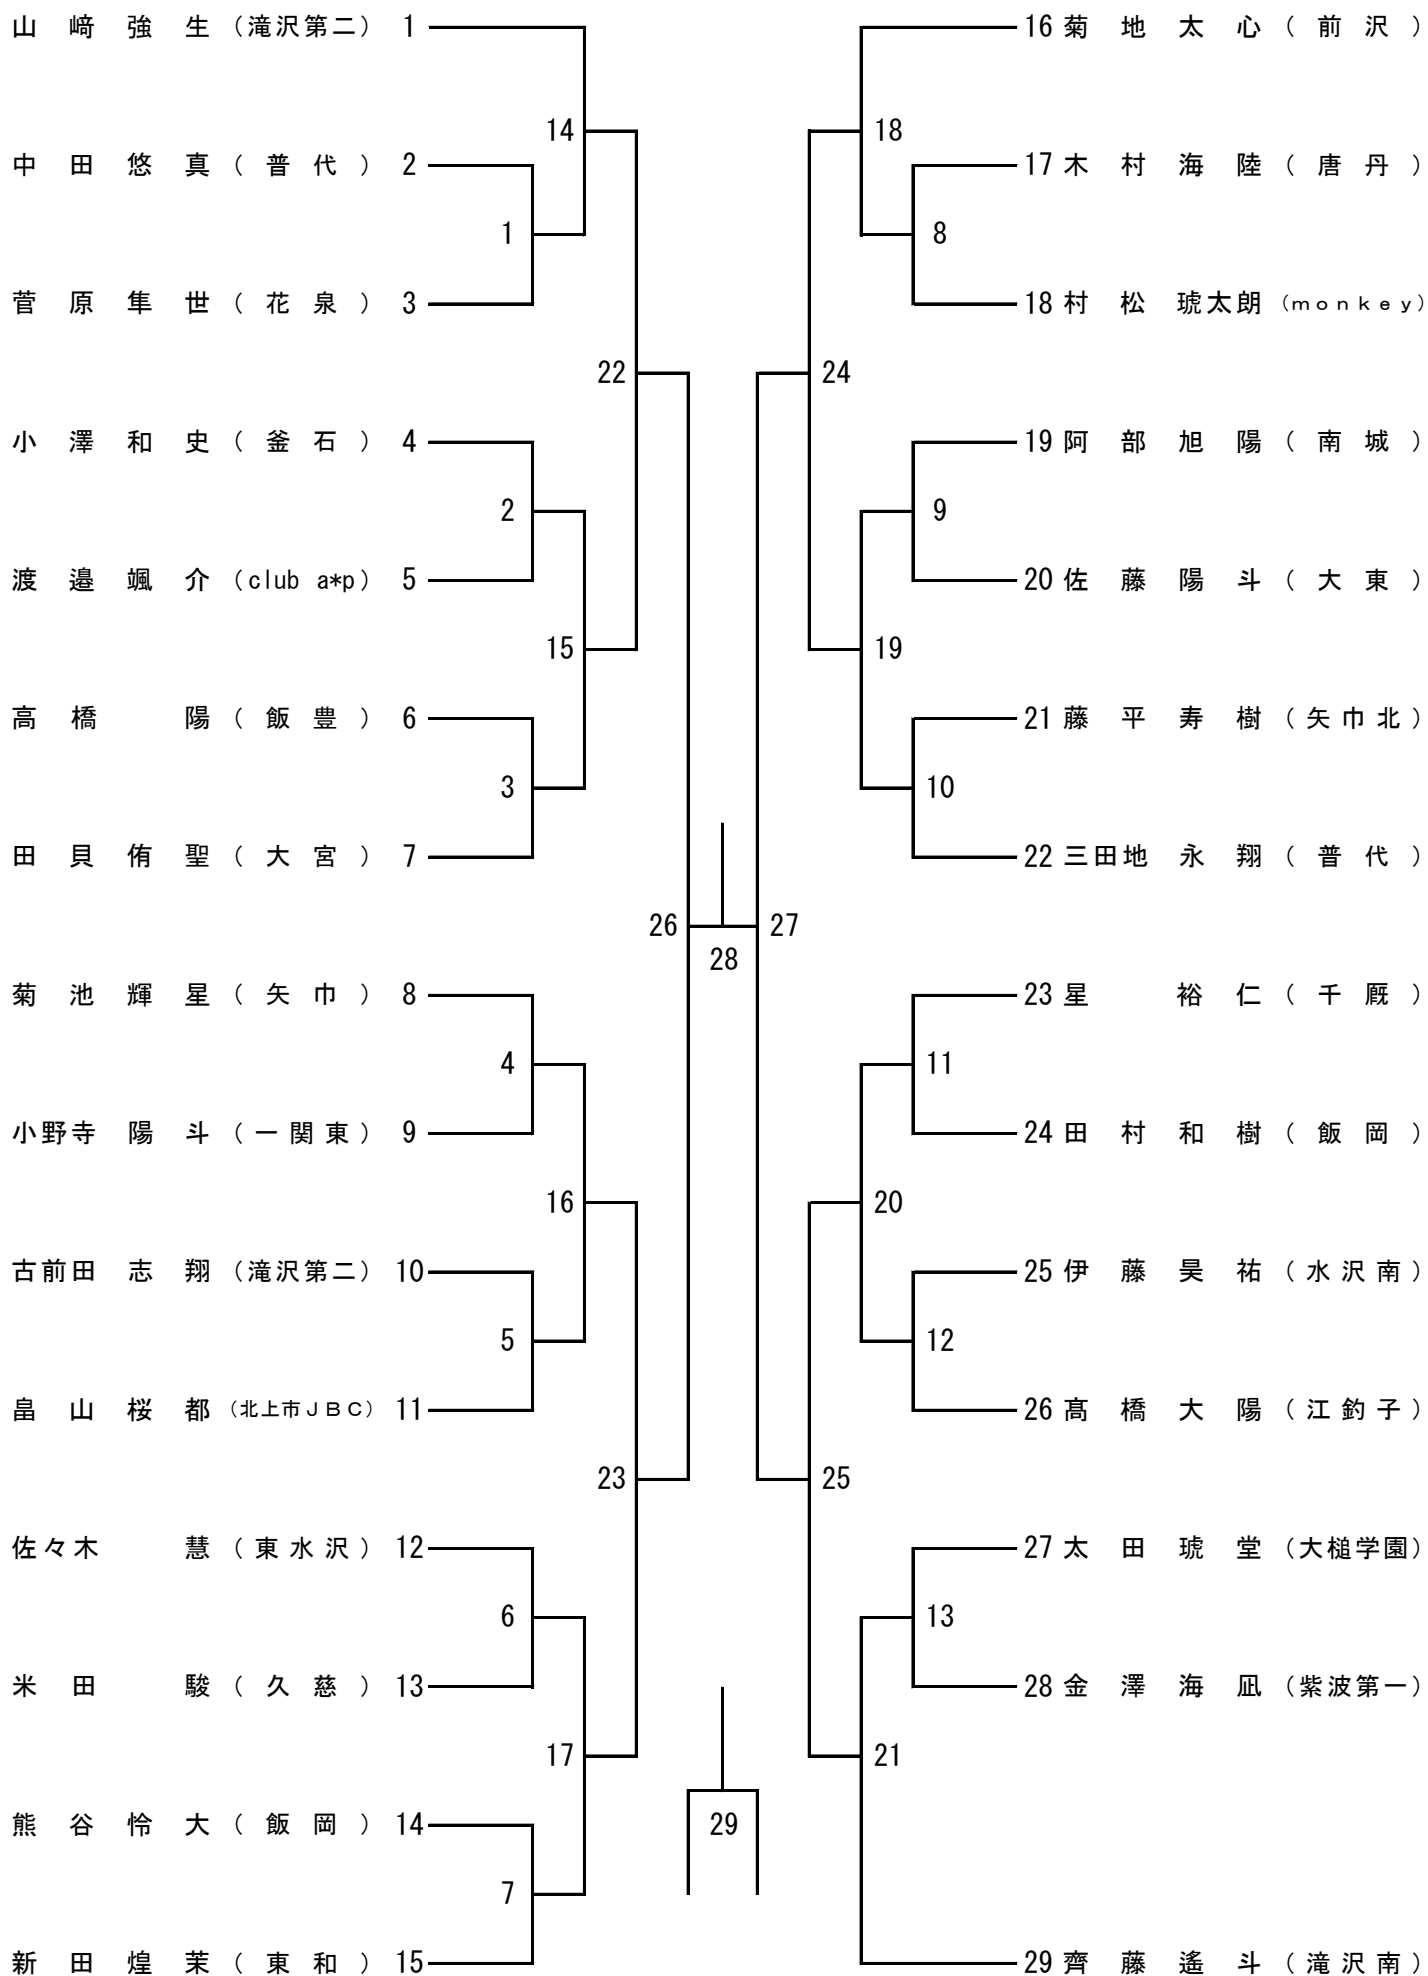 山﨑強生（滝沢第二） 1
14
中田悠真（普代） 2
1
菅原隼世（花泉） 3
22
小澤和史（釜石） 4
2
渡邉颯介（club a*p） 5
15
高橋陽（飯豊） 6
3
田貝侑聖（大宮） 7
26
菊池輝星（矢巾） 8
4
小野寺陽斗（一関東） 9
16
古前田志翔（滝沢第二） 10
5
畠山桜都（北上市ＪＢＣ） 11
23
佐々木慧（東水沢） 12
6
米田駿（久慈） 13
17
熊谷怜大（飯岡） 14
7
新田煌茉（東和） 15
28
29
16 菊地太心（前沢）
18
17 木村海陸（唐丹）
8
18 村松琥太朗（ｍｏｎｋｅｙ）
24
19 阿部旭陽（南城）
9
20 佐藤陽斗（大東）
19
21 藤平寿樹（矢巾北）
10
22 三田地永翔（普代）
27
23 星裕仁（千厩）
11
24 田村和樹（飯岡）
20
25 伊藤昊祐（水沢南）
12
26 髙橋大陽（江釣子）
25
27 太田琥堂（大槌学園）
13
28 金澤海凪（紫波第一）
21
29 齊藤遙斗（滝沢南）